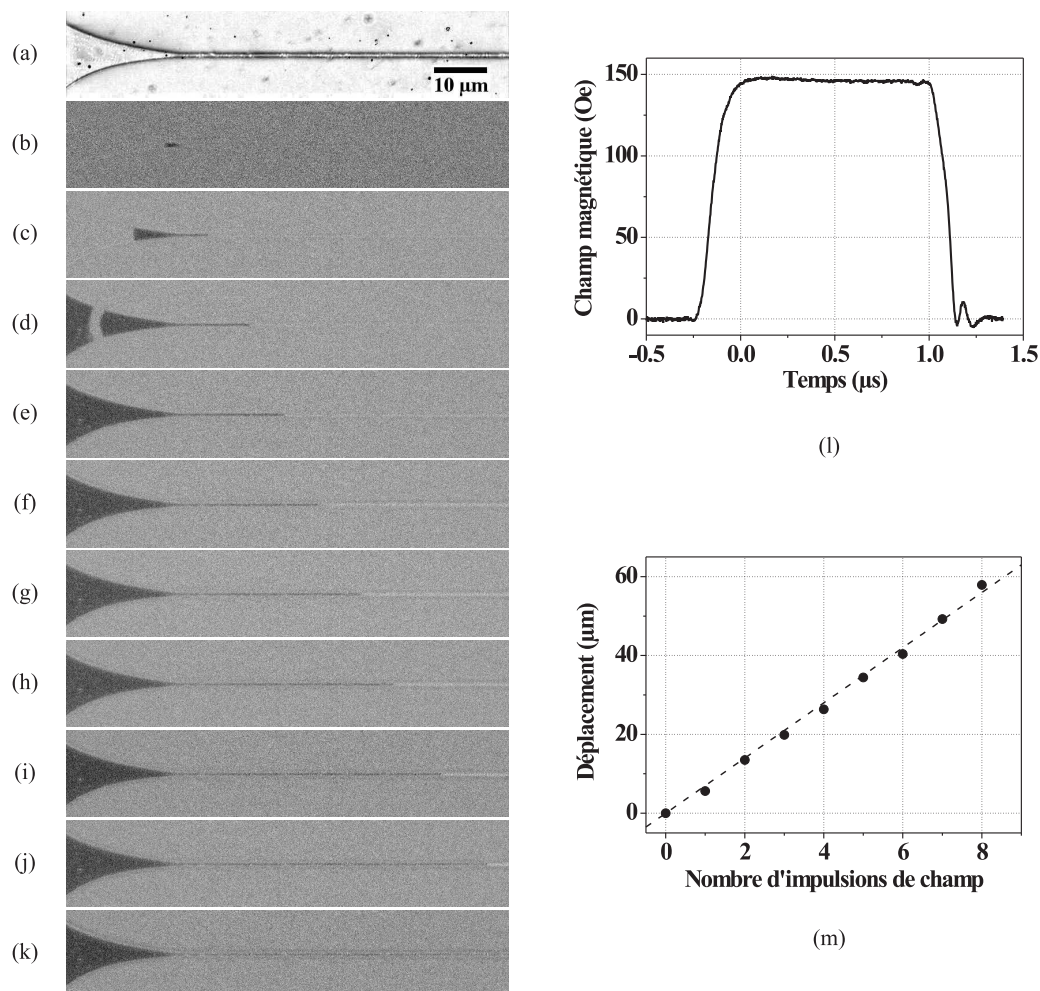 (a)
10 µm
(b)
(c)
(d)
(e)
(f)
(g)
(h)
(i)
(j)
(k)
Champ magnétique (Oe)
150
100
50
0
-0.5 0.0 0.5 1.0 1.5
Temps (µs)
(l)
Déplacement (µm)
60
40
20
0
0 2 4 6 8
Nombre d'impulsions de champ
(m)